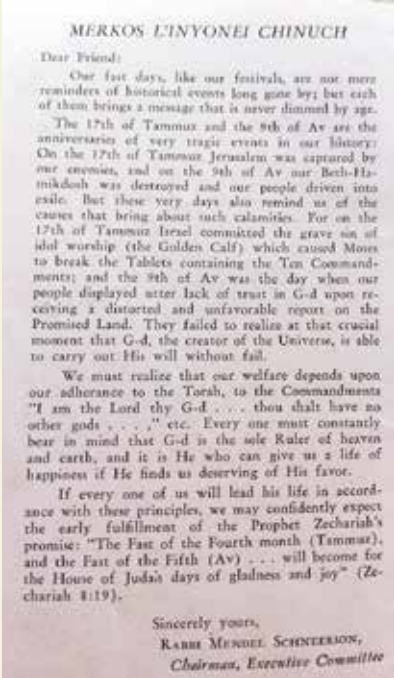 MERKOS L'INYONEI CHINUCH
Dear Friend:
Our fast days, like our festivals, are not mere
reminders of historical events long gone by; but each
of them brings a message that is never dimmed by age.
The 17th of Tammuz and the 9th of Av are the
anniversaries of very tragic events in our history:
On the 17th of Tammuz Jerusalem was captured by
our enemies, and on the 9th of Av our Beth-Ha-
mikdosh was destroyed and our people driven into
exile. But these very days also remind us of the
causes that bring about such calamities. For on the
17th of Tammuz Israel committed the grave sin of
idol worship (the Golden Calf) which caused Moses
to break the Tablets containing the Ten Command-
ments; and the 9th of Av was the day when our
people displayed utter lack of trust in G-d upon re-
ceiving a distorted and unfavorable report on the
Promised Land. They failed to realize at that crucial
moment that G-d, the creator of the Universe, is able
to carry out His will without fail.
We must realize that our welfare depends upon
our adherence to the Torah, to the Commandments
"I am the Lord thy G-d . . . thou shalt have no
other gods . . . ," etc. Every one must constantly
bear in mind that G-d is the sole Ruler of heaven
and earth, and it is He who can give us a life of
happiness if He finds us deserving of His favor.
If every one of us will lead his life in accord-
ance with these principles, we may confidently expect
the early fulfillment of the Prophet Zechariah's
promise: "The Fast of the Fourth month (Tammuz),
and the Fast of the Fifth (Av) . . . will become for
the House of Judah days of gladness and joy" (Ze-
chariah 8:19).
Sincerely yours,
RABBI MENDEL SCHNEERSON,
Chairman, Executive Committee